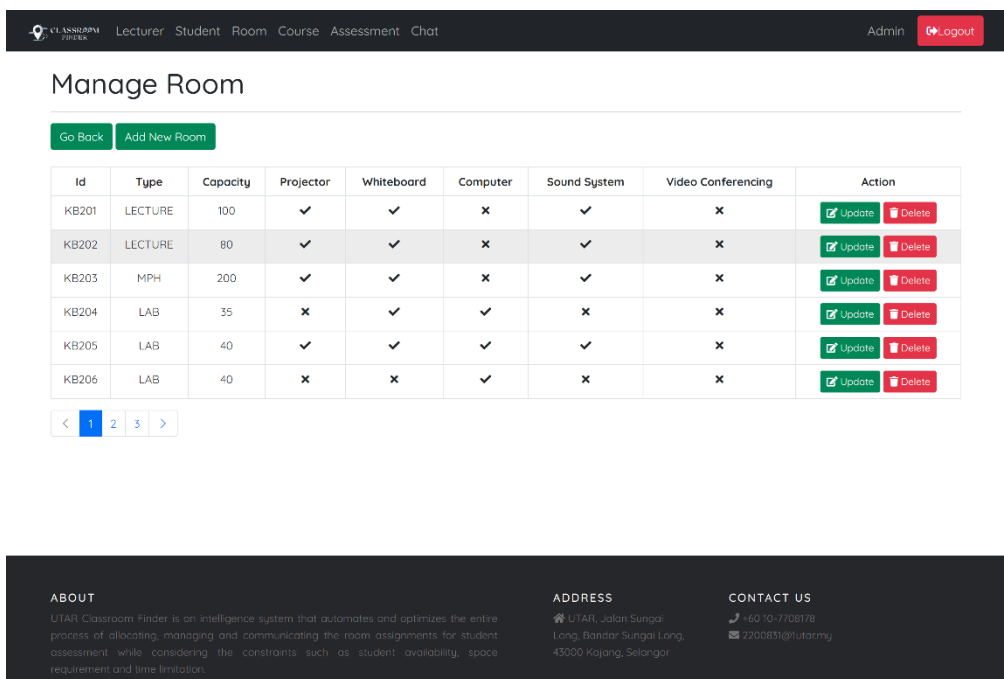 CLASSROOM
FINDER
Lecturer Student Room Course Assessment Chat
Admin
Logout
Manage Room
Go Back
Add New Room
Id Type Capacity Projector Whiteboard Computer Sound System Video Conferencing Action
KB201 LECTURE 100 ✔ ✔ ✖ ✔ ✖ Update Delete
KB202 LECTURE 80 ✔ ✔ ✖ ✔ ✖ Update Delete
KB203 MPH 200 ✔ ✔ ✖ ✔ ✖ Update Delete
KB204 LAB 35 ✖ ✔ ✔ ✖ ✖ Update Delete
KB205 LAB 40 ✔ ✔ ✔ ✔ ✖ Update Delete
KB206 LAB 40 ✖ ✖ ✔ ✖ ✖ Update Delete
< 1 2 3 >
ABOUT
UTAR Classroom Finder is an intelligence system that automates and optimizes the entire
process of allocating, managing and communicating the room assignments for student
assessment while considering the constraints such as student availability, space
requirement and time limitation.
ADDRESS
UTAR, Jalan Sungai
Long, Bandar Sungai Long,
43000 Kajang, Selangor
CONTACT US
+60 10-7708178
2200831@1utar.my